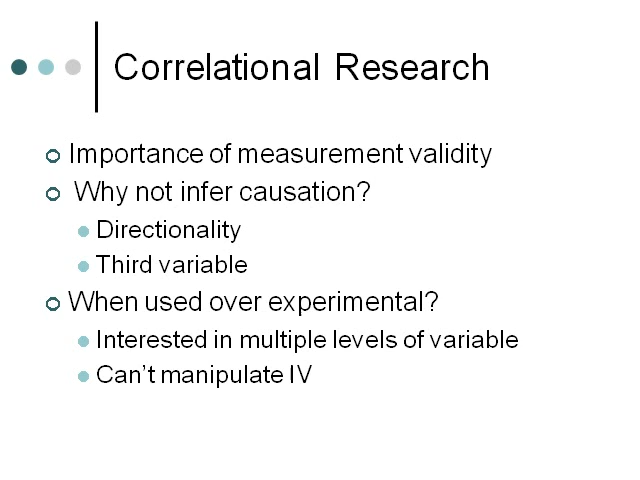 Correlational Research
Importance of measurement validity
Why not infer causation?
Directionality
Third variable
When used over experimental?
Interested in multiple levels of variable
Can't manipulate IV